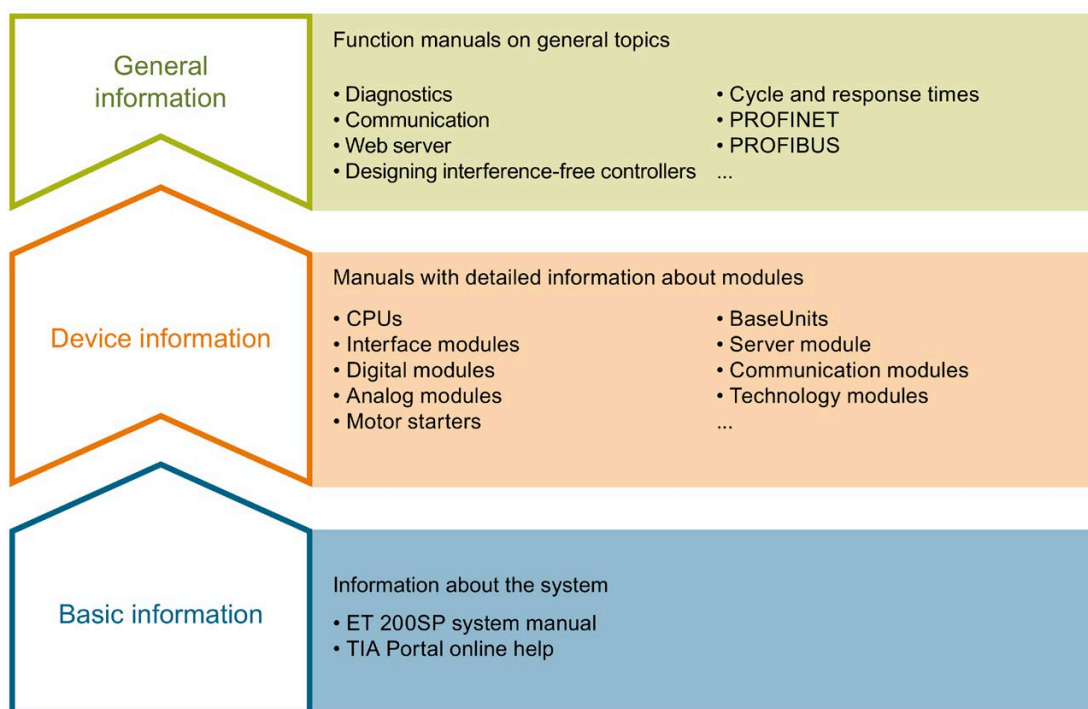 General
information
Function manuals on general topics
• Diagnostics
• Communication
• Web server
• Designing interference-free controllers
• Cycle and response times
• PROFINET
• PROFIBUS
...
Device information
Manuals with detailed information about modules
• CPUs
• Interface modules
• Digital modules
• Analog modules
• Motor starters
• BaseUnits
• Server module
• Communication modules
• Technology modules
...
Basic information
Information about the system
• ET 200SP system manual
• TIA Portal online help